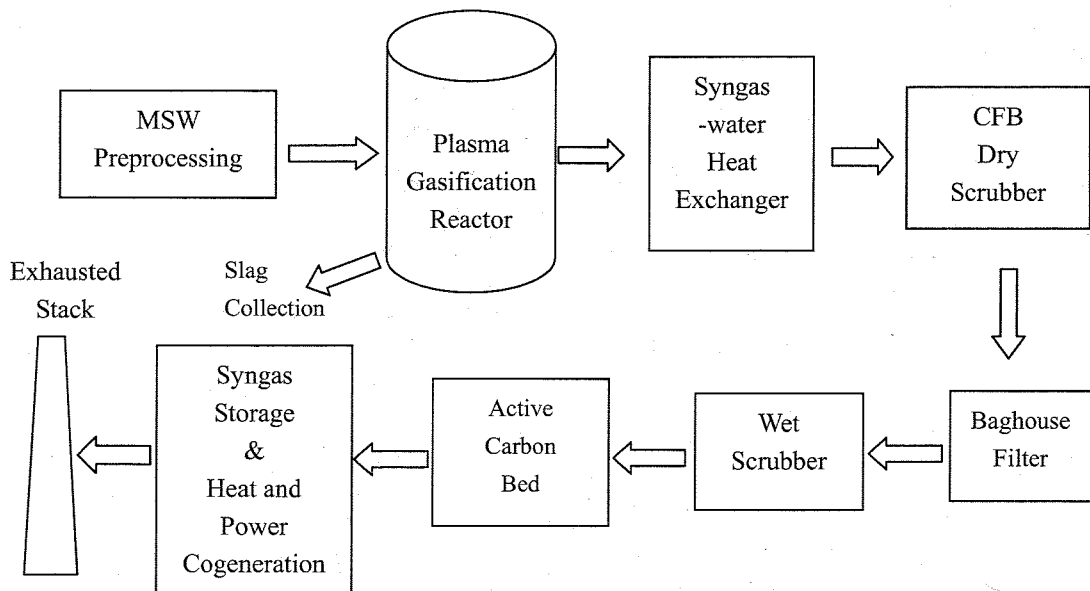 MSW
Preprocessing
Plasma
Gasification
Reactor
Syngas
-water
Heat
Exchanger
CFB
Dry
Scrubber
Exhausted
Stack
Slag
Collection
Syngas
Storage
&
Heat and
Power
Cogeneration
Active
Carbon
Bed
Wet
Scrubber
Baghouse
Filter